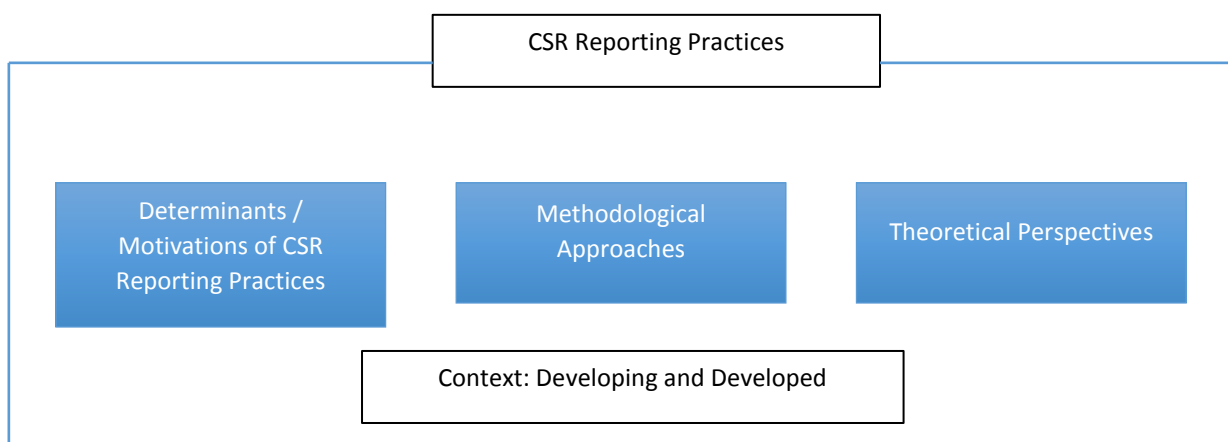 CSR Reporting Practices
Determinants /
Motivations of CSR
Reporting Practices
Methodological
Approaches
Theoretical Perspectives
Context: Developing and Developed